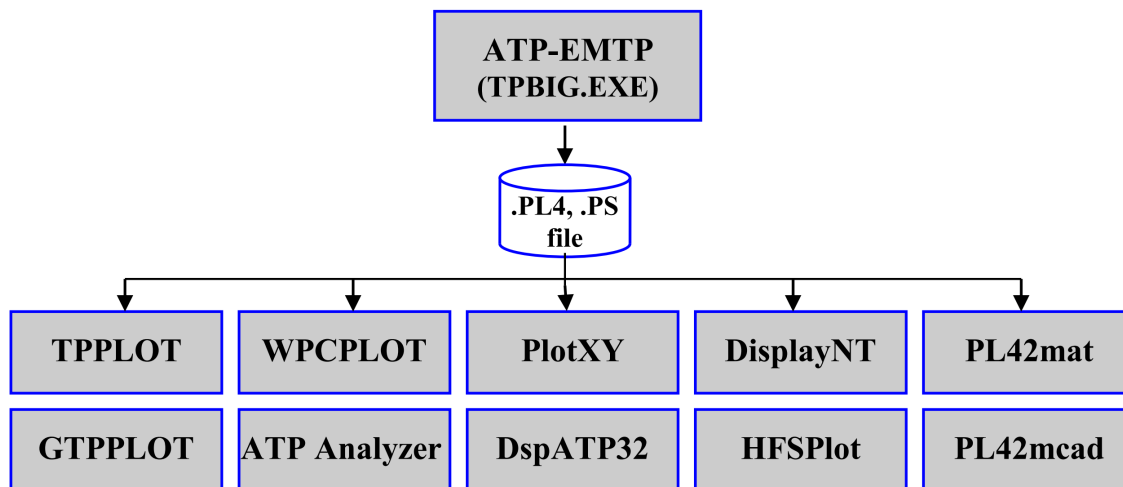 ATP-EMTP
(TPBIG.EXE)
.PL4, .PS
file
TPPLOT
WPCPLOT
PlotXY
DisplayNT
PL42mat
GTPPLOT
ATP Analyzer
DspATP32
HFSPlot
PL42mcad